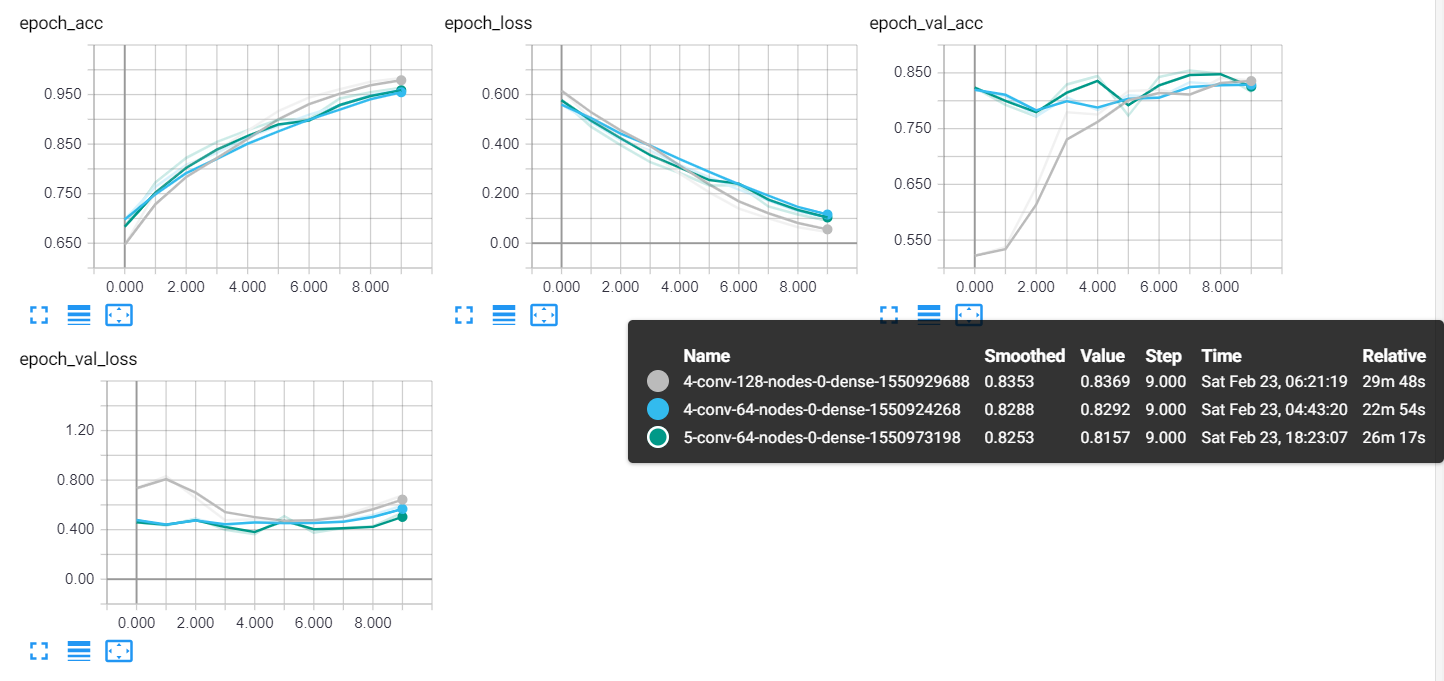 epoch_acc
0.950
0.850
0.750
0.650
0.000 2.000 4.000 6.000 8.000
epoch_loss
0.600
0.400
0.200
0.00
0.000 2.000 4.000 6.000 8.000
epoch_val_acc
0.850
0.750
0.650
0.550
0.000 2.000 4.000 6.000 8.000
Name Smoothed Value Step Time Relative
4-conv-128-nodes-0-dense-1550929688 0.8353 0.8369 9.000 Sat Feb 23, 06:21:19 29m 48s
4-conv-64-nodes-0-dense-1550924268 0.8288 0.8292 9.000 Sat Feb 23, 04:43:20 22m 54s
5-conv-64-nodes-0-dense-1550973198 0.8253 0.8157 9.000 Sat Feb 23, 18:23:07 26m 17s
epoch_val_loss
1.20
0.800
0.400
0.00
0.000 2.000 4.000 6.000 8.000